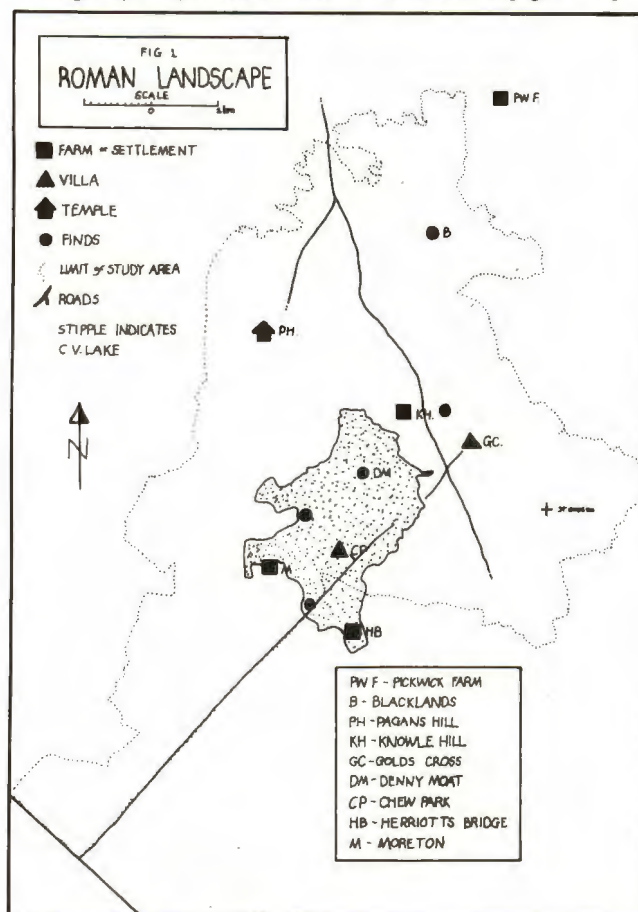 FIG 1
ROMAN LANDSCAPE
SCALE
0
FARM or SETTLEMENT
VILLA
TEMPLE
FINDS
LIMIT of STUDY AREA
ROADS
STIPPLE INDICATES
C.V. LAKE
N
PW F.
B
PH.
KH.
GC.
DM
CP
M
HB
PW F - PICKWICK FARM
B - BLACKLANDS
PH - PAGANS HILL
KH - KNOWLE HILL
GC - GOLDS CROSS
DM - DENNY MOAT
CP - CHEW PARK
HB - HERRIOTTS BRIDGE
M - MORETON